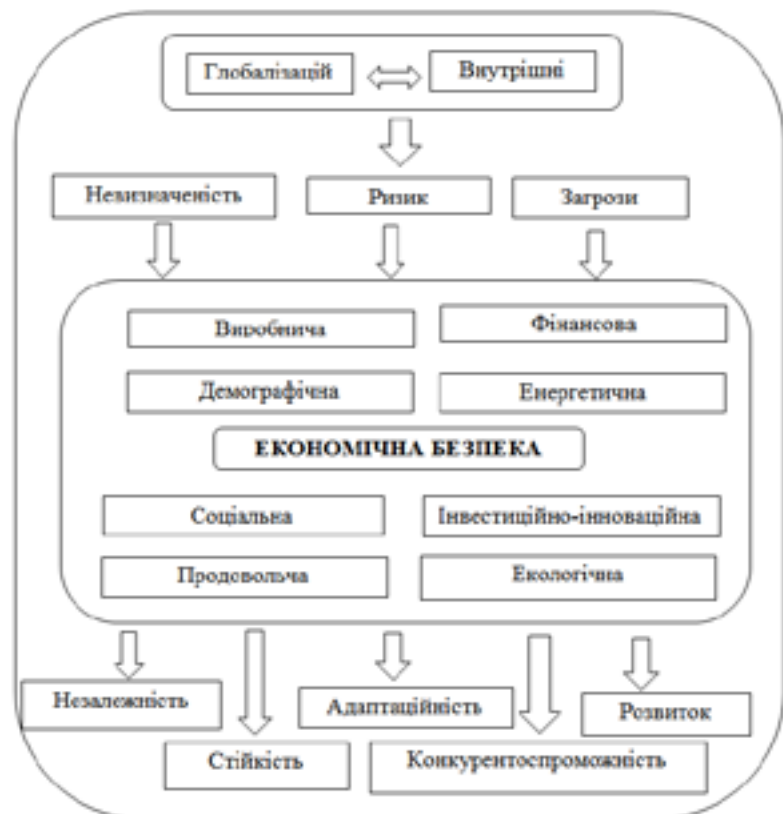 Глобалізацій
Внутрішні
Невизначеність
Ризик
Загрози
Виробнича
Фінансова
Демографічна
Енергетична
ЕКОНОМІЧНА БЕЗПЕКА
Соціальна
Інвестиційно-інноваційна
Продовольча
Екологічна
Незалежність
Адаптаційність
Розвиток
Стійкість
Конкурентоспроможність